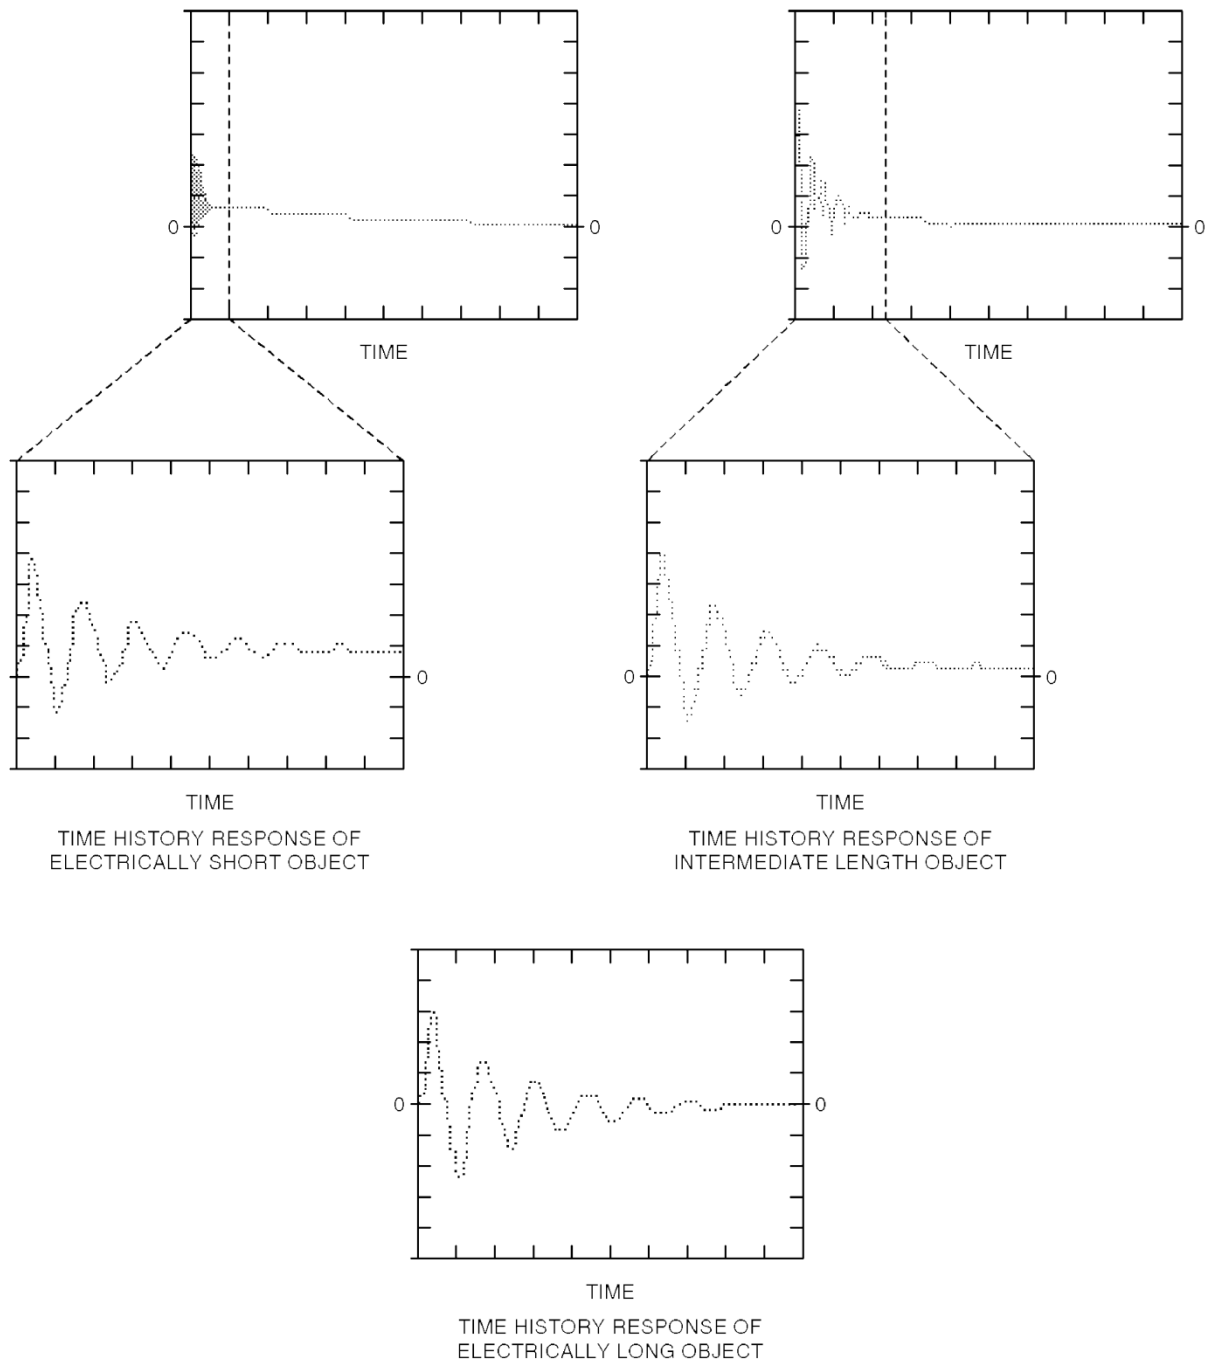 0 0 0 0
TIME TIME
0 0 0
TIME TIME
TIME HISTORY RESPONSE OF
ELECTRICALLY SHORT OBJECT
TIME HISTORY RESPONSE OF
INTERMEDIATE LENGTH OBJECT
0 0
TIME
TIME HISTORY RESPONSE OF
ELECTRICALLY LONG OBJECT